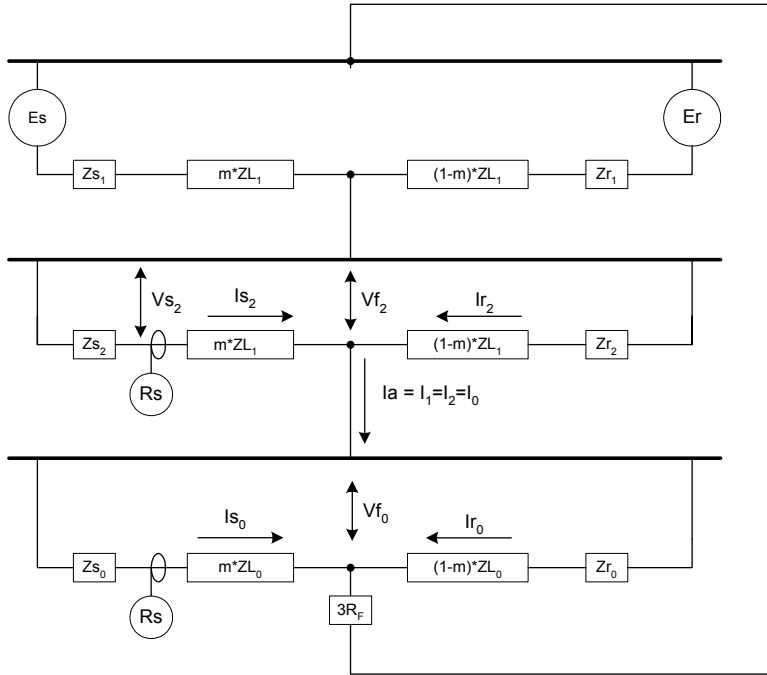 Es
Er
Zs₁
m*ZL₁
(1-m)*ZL₁
Zr₁
Vs₂
Is₂
Vf₂
Ir₂
Zs₂
m*ZL₁
(1-m)*ZL₁
Zr₂
Rs
Ia = I₁=I₂=I₀
Is₀
Vf₀
Ir₀
Zs₀
m*ZL₀
(1-m)*ZL₀
Zr₀
Rs
3R_F